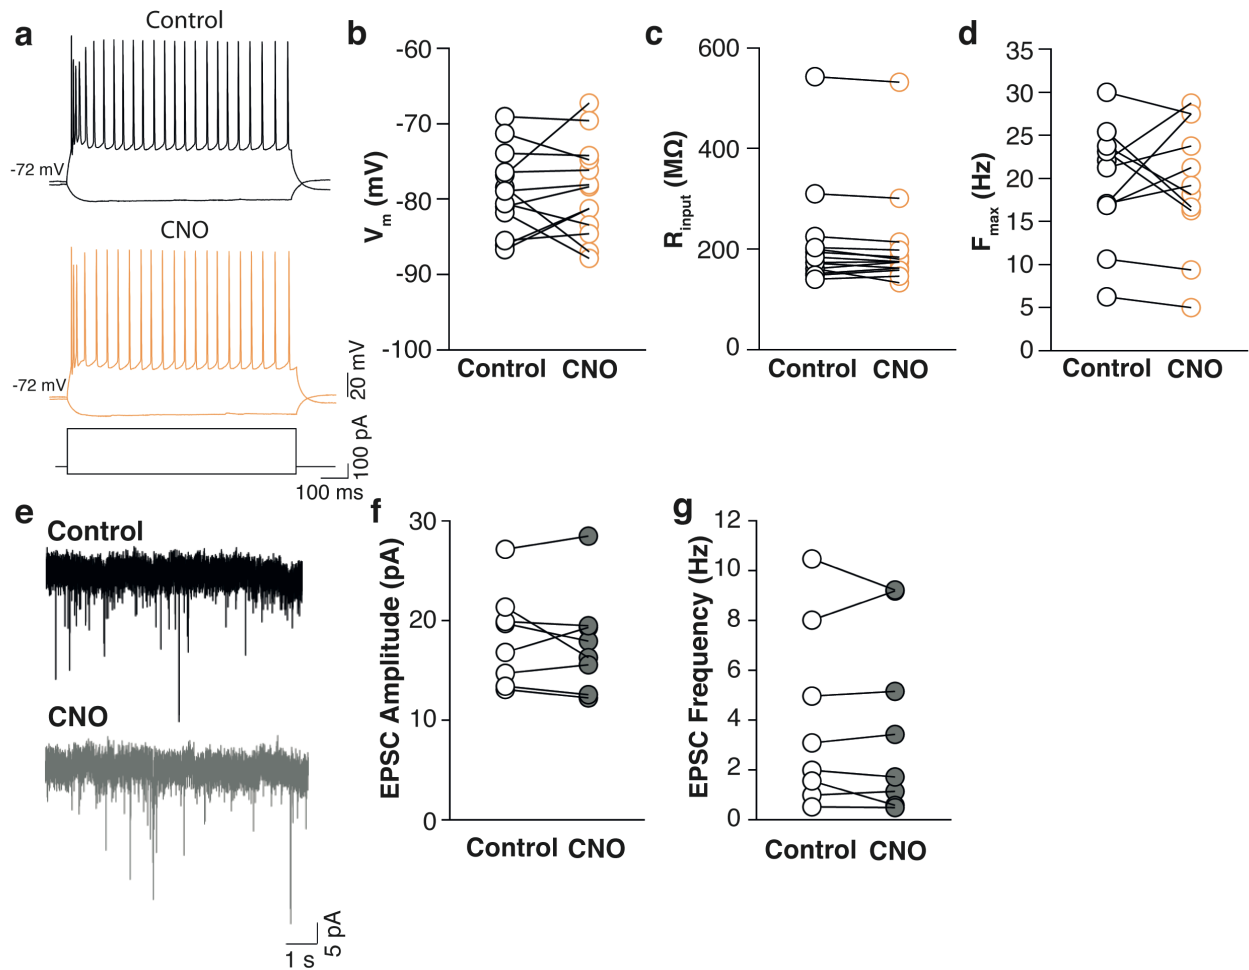 a
Control
-72 mV
CNO
-72 mV
20 mV
100 pA
100 ms
b
Vm (mV)
-60
-70
-80
-90
-100
Control CNO
c
Rinput (MΩ)
600
400
200
0
Control CNO
d
Fmax (Hz)
35
30
25
20
15
10
5
0
Control CNO
e
Control
CNO
5 pA
1 s
f
EPSC Amplitude (pA)
30
20
10
0
Control CNO
g
EPSC Frequency (Hz)
12
10
8
6
4
2
0
Control CNO